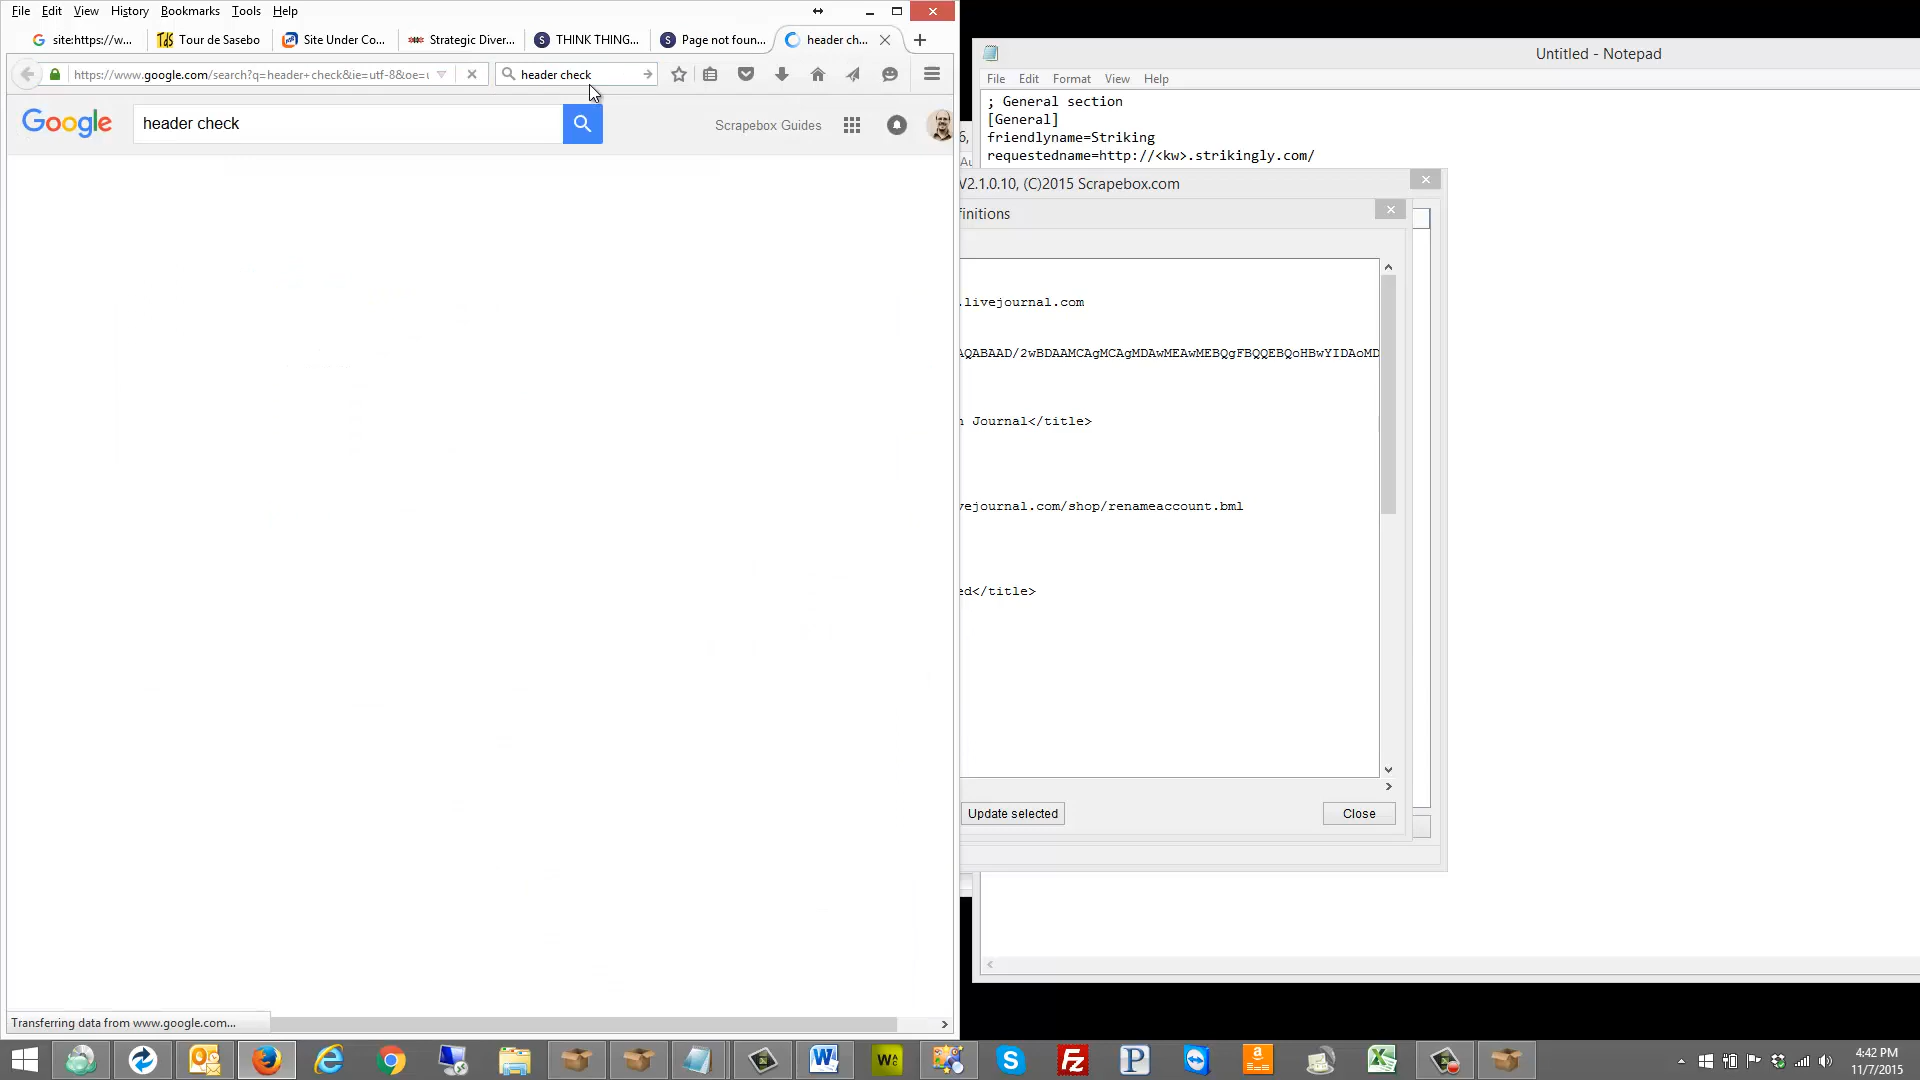 File Edit View History Bookmarks Tools Help
site:https://w... Tour de Sasebo Site Under Co... Strategic Diver... THINK THING... Page not foun... header ch...
https://www.google.com/search?q=header+check&ie=utf-8&oe=u
header check
Google
header check
Scrapebox Guides
Transferring data from www.google.com...
Untitled - Notepad
File Edit Format View Help
; General section
[General]
friendlyname=Striking
requestedname=http://<kw>.strikingly.com/
V2.1.0.10, (C)2015 Scrapebox.com
finitions
.livejournal.com
AQABAAD/2wBDAAMCAgMCAgMDAwMEAwMEBQgFBQQEBQoHBwYIDAoMD
n Journal</title>
vejournal.com/shop/renameaccount.bml
ed</title>
Update selected
Close
4:42 PM
11/7/2015